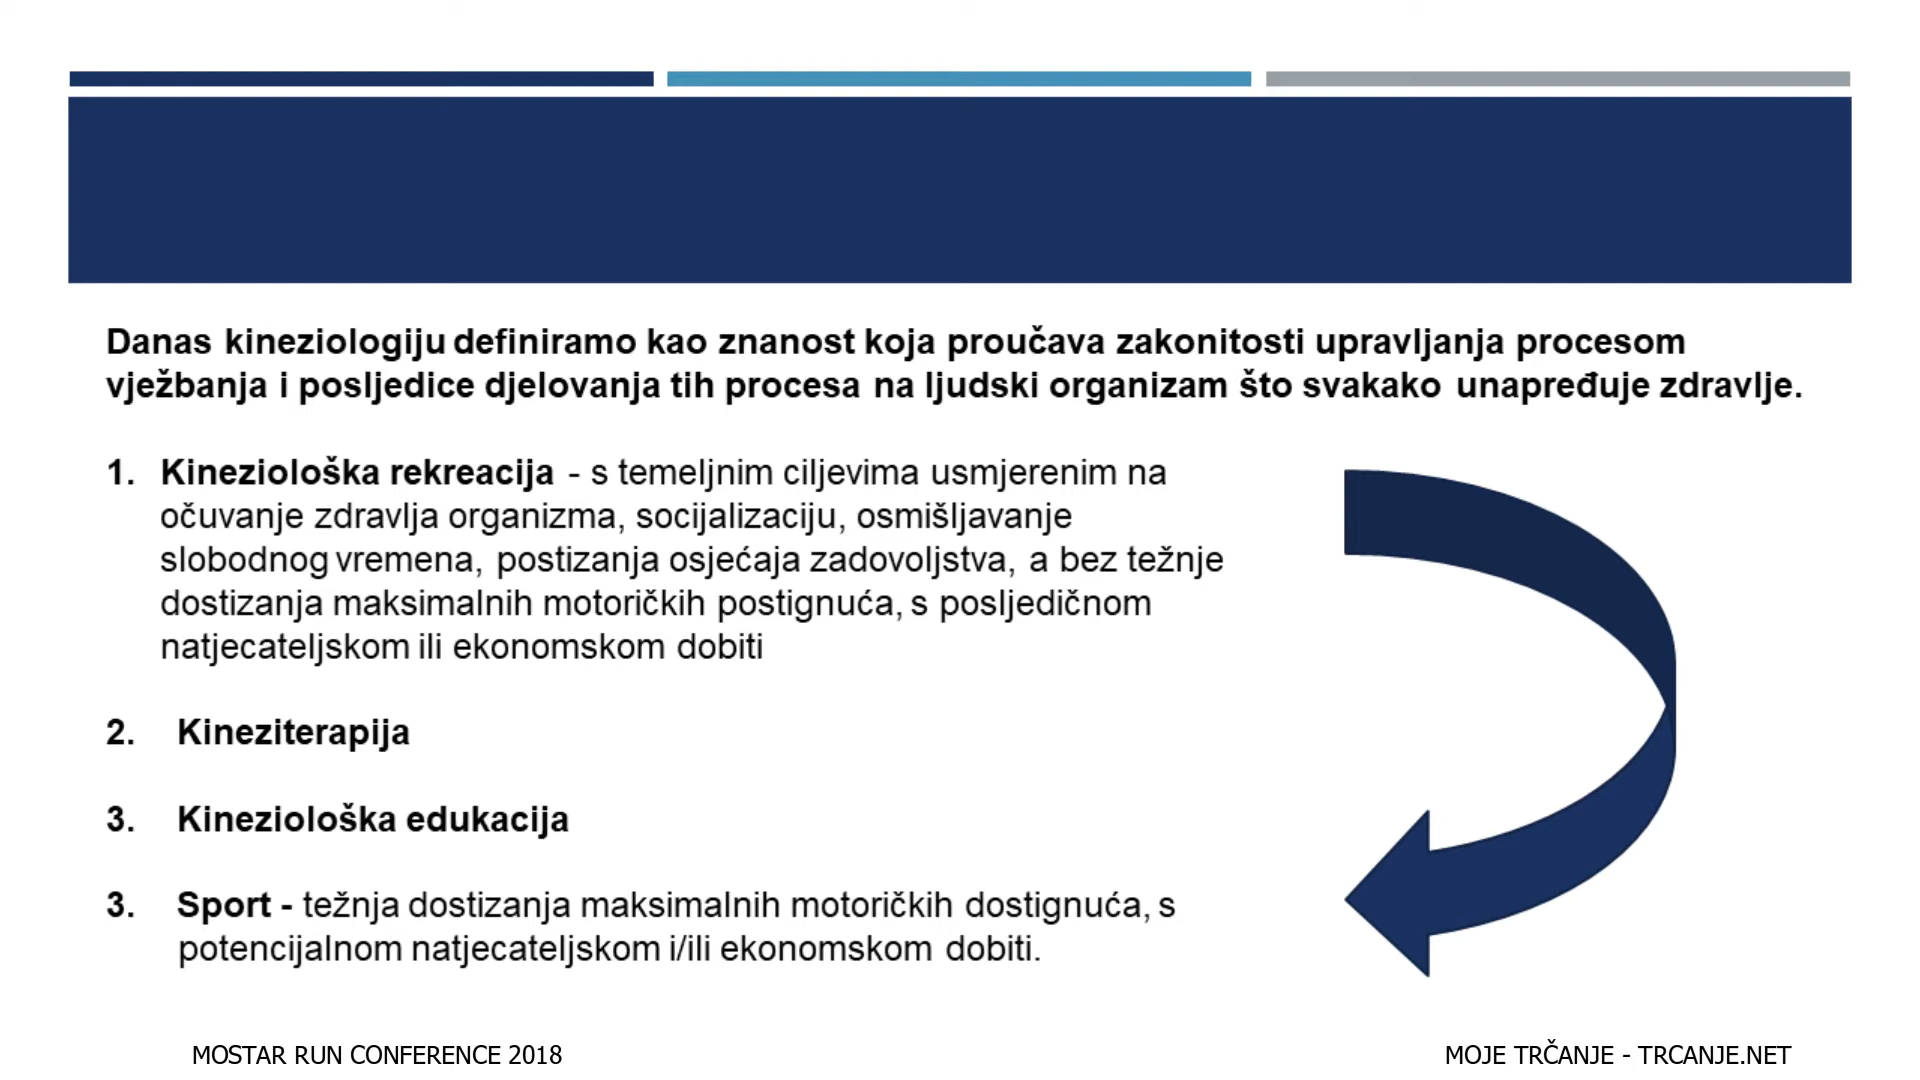 Danas kineziologiju definiramo kao znanost koja proučava zakonitosti upravljanja procesom
vježbanja i posljedice djelovanja tih procesa na ljudski organizam što svakako unapređuje zdravlje.
1. Kineziološka rekreacija - s temeljnim ciljevima usmjerenim na
očuvanje zdravlja organizma, socijalizaciju, osmišljavanje
slobodnog vremena, postizanja osjećaja zadovoljstva, a bez težnje
dostizanja maksimalnih motoričkih postignuća, s posljedičnom
natjecateljskom ili ekonomskom dobiti
2. Kineziterapija
3. Kineziološka edukacija
3. Sport - težnja dostizanja maksimalnih motoričkih dostignuća, s
potencijalnom natjecateljskom i/ili ekonomskom dobiti.
MOSTAR RUN CONFERENCE 2018
MOJE TRČANJE - TRCANJE.NET